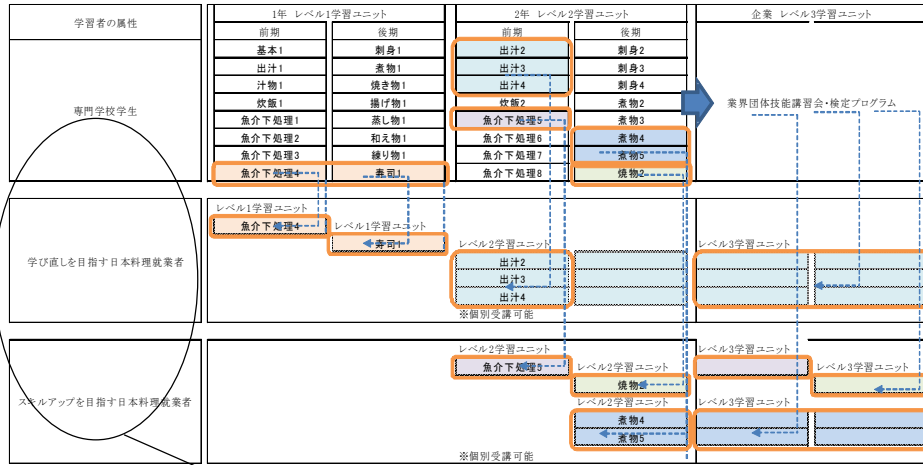 学習者の属性
1年 レベル1学習ユニット
2年 レベル2学習ユニット
企業 レベル3学習ユニット
前期 後期 前期 後期
専門学校学生
基本1 刺身1 出汁2 刺身2
出汁1 煮物1 出汁3 刺身3
汁物1 焼き物1 出汁4 刺身4
炊飯1 揚げ物1 炊飯2 煮物2
魚介下処理1 蒸し物1 魚介下処理5 煮物3
魚介下処理2 和え物1 魚介下処理6 煮物4
魚介下処理3 練り物1 魚介下処理7 煮物5
魚介下処理4 寿司1 魚介下処理8 焼物2
業界団体技能講習会・検定プログラム
学び直しを目指す日本料理就業者
レベル1学習ユニット
魚介下処理4
レベル1学習ユニット
寿司1
レベル2学習ユニット
出汁2
出汁3
出汁4
※個別受講可能
レベル3学習ユニット
スキルアップを目指す日本料理就業者
レベル2学習ユニット
魚介下処理5
レベル2学習ユニット
焼物2
レベル2学習ユニット
煮物4
煮物5
※個別受講可能
レベル3学習ユニット
レベル3学習ユニット
レベル3学習ユニット